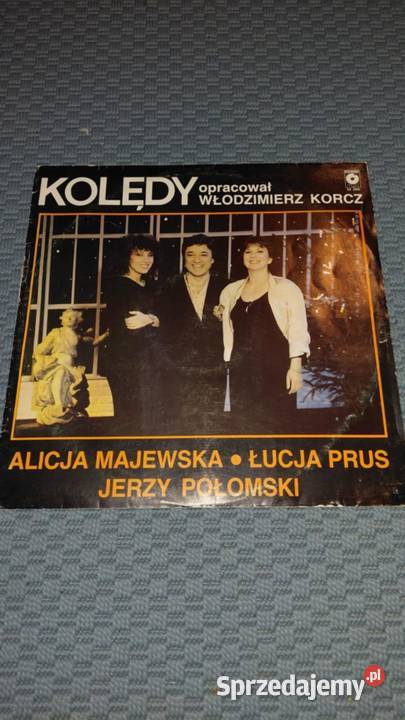 KOLĘDY opracował
WŁODZIMIERZ KORCZ
ALICJA MAJEWSKA • ŁUCJA PRUS
JERZY POŁOMSKI
Sprzedajemy.pl